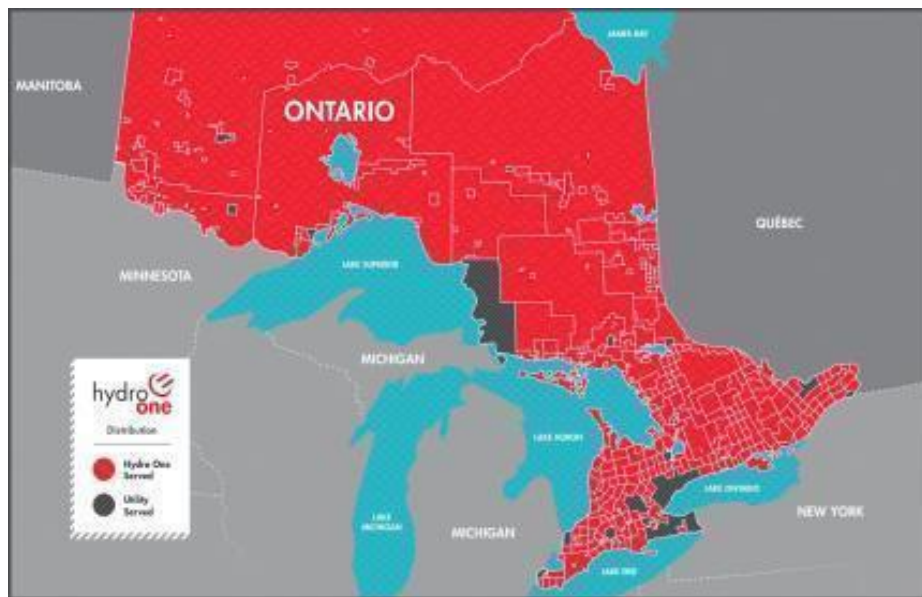 JAMES BAY
MANITOBA
ONTARIO
QUÉBEC
MINNESOTA
LAKE SUPERIOR
MICHIGAN
hydro
one
Distribution
Hydro One
Served
Utility
Served
LAKE HURON
LAKE ONTARIO
NEW YORK
LAKE
MICHIGAN
MICHIGAN
LAKE ERIE